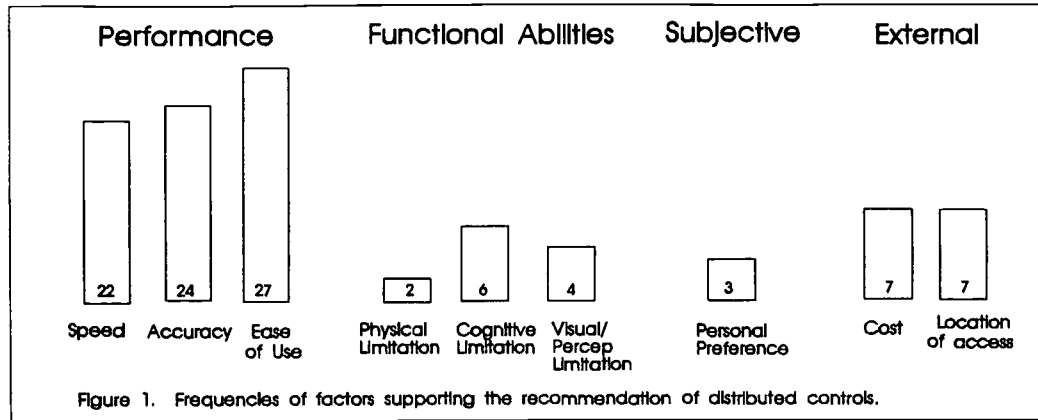 Performance Functional Abilities Subjective External
22 24 27 2 6 4 3 7 7
Speed Accuracy Ease of Use
Physical Limitation
Cognitive Limitation
Visual/ Percep Limitation
Personal Preference
Cost
Location of access
Figure 1. Frequencies of factors supporting the recommendation of distributed controls.